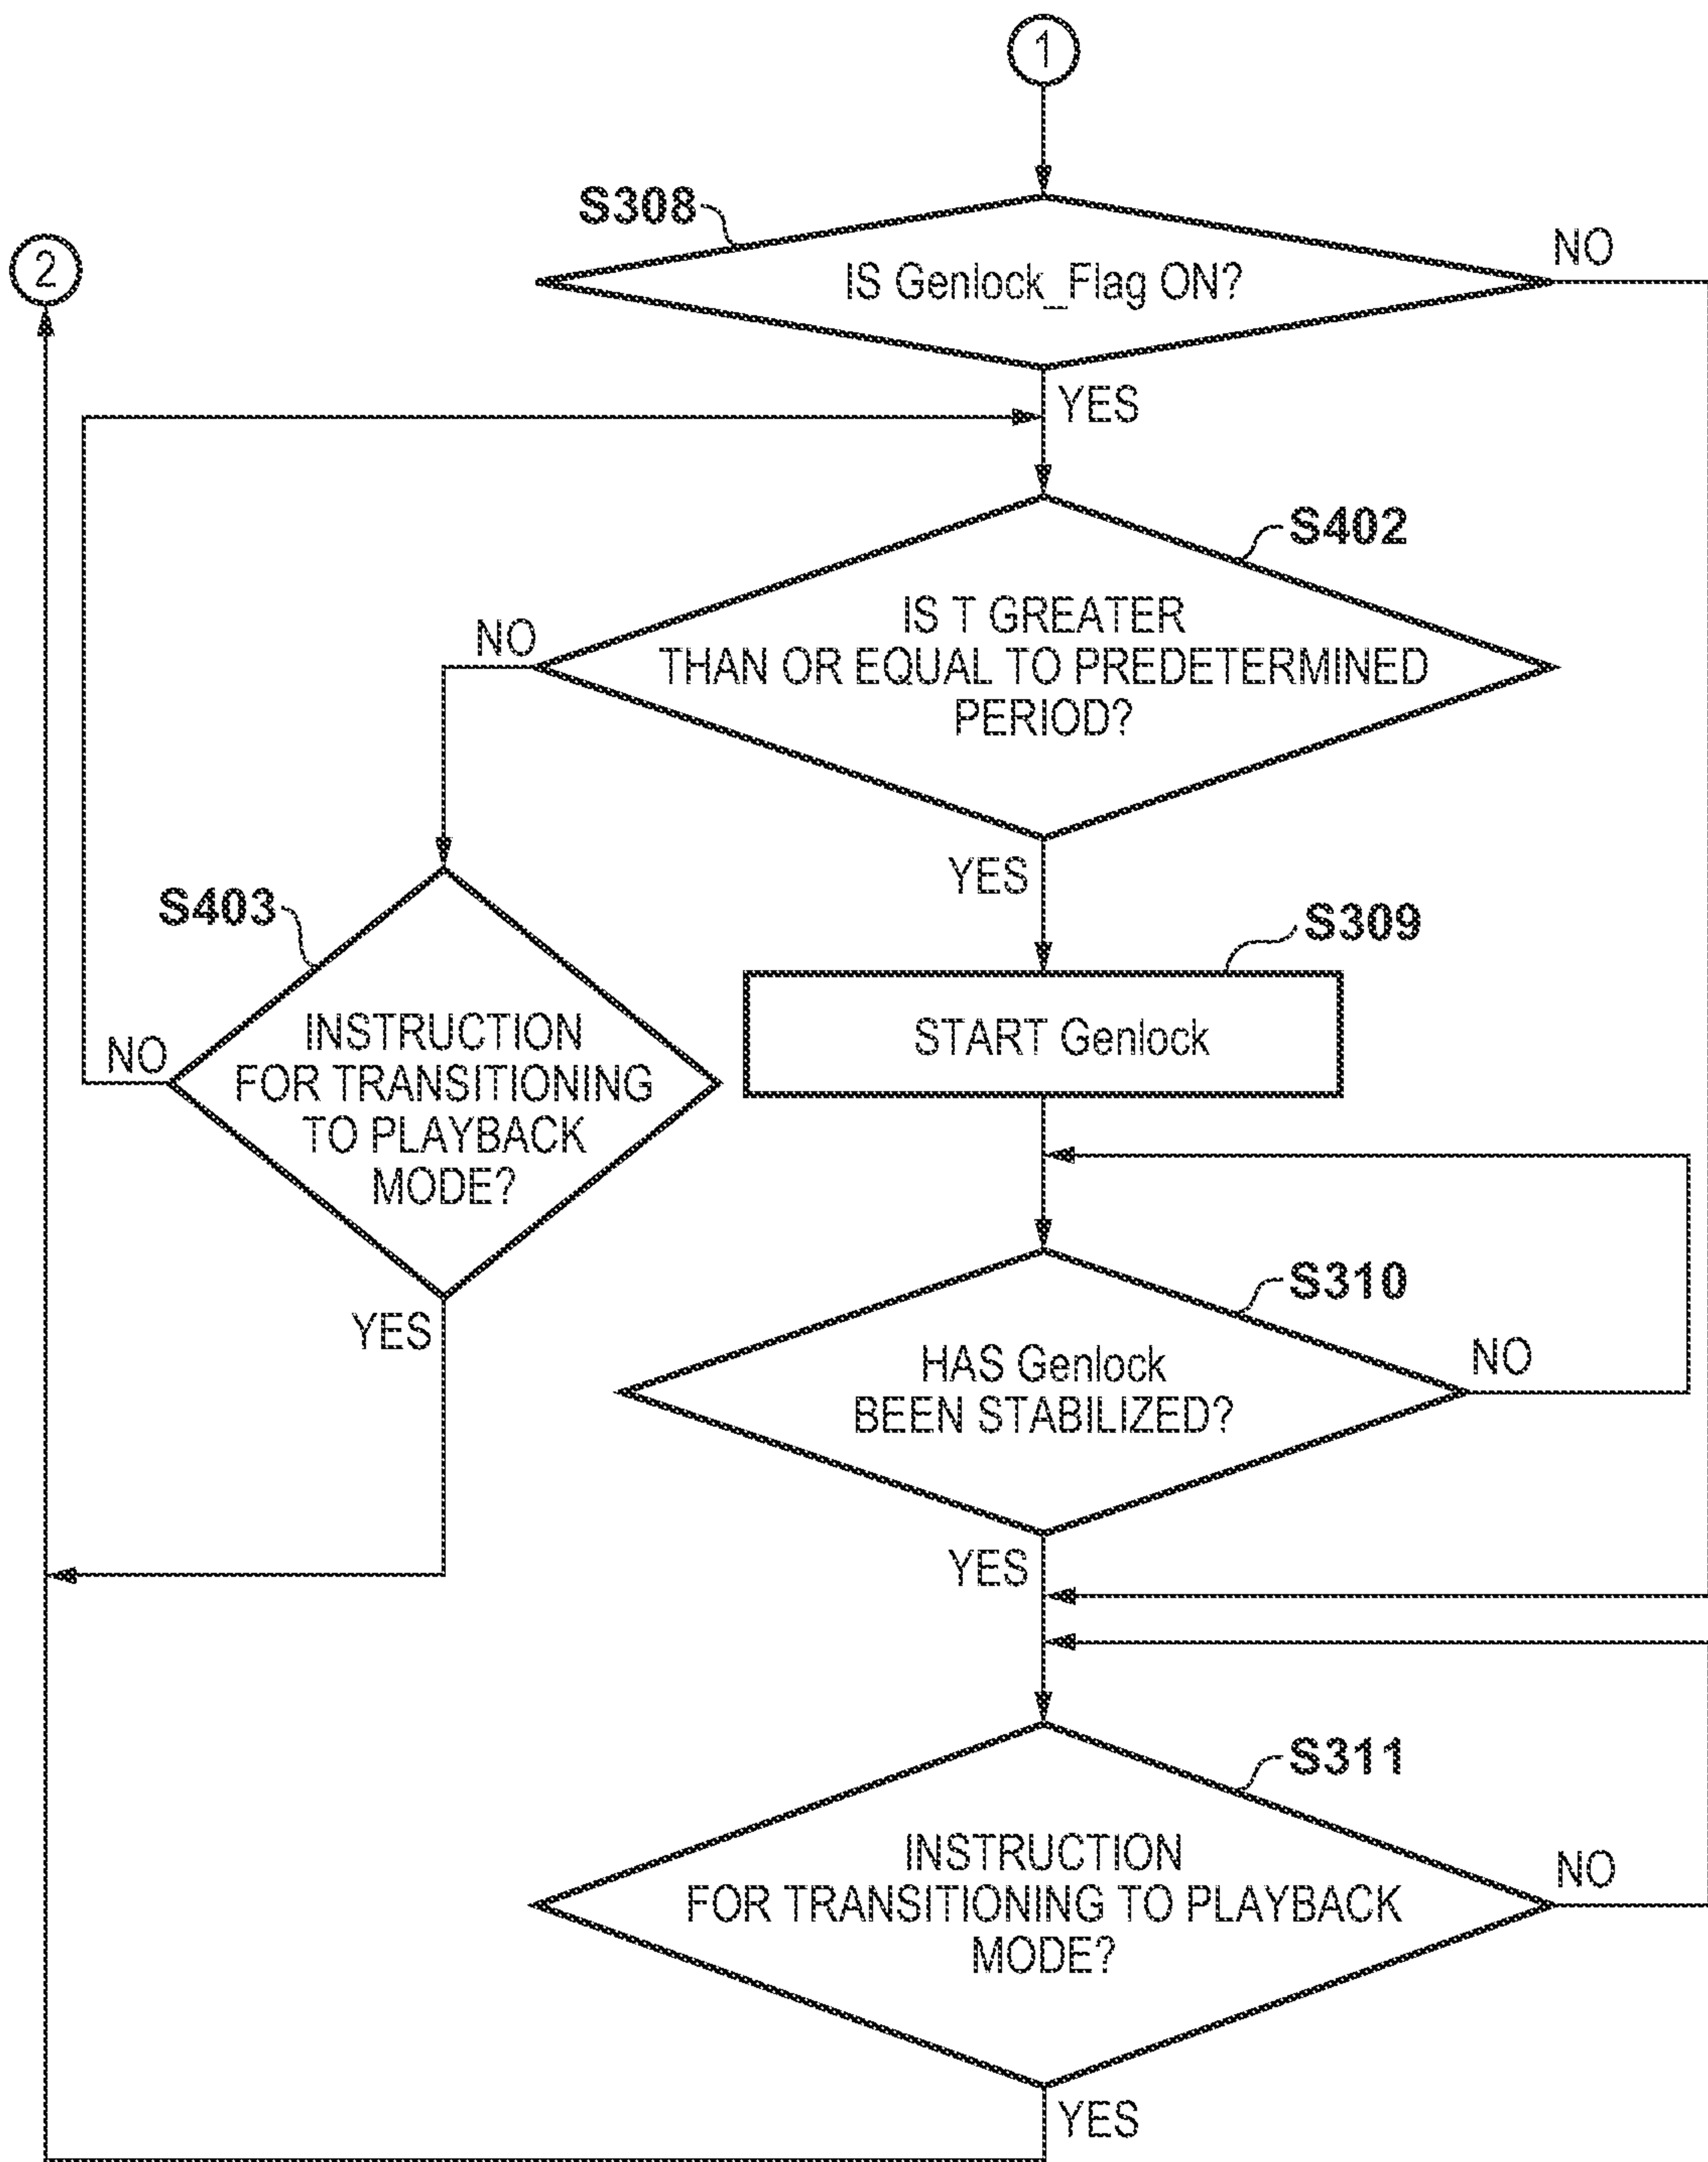 1
S308
2
NO
IS Genlock_Flag ON?
YES
S402
IS T GREATER
THAN OR EQUAL TO PREDETERMINED
PERIOD?
NO
YES
S403
S309
INSTRUCTION
FOR TRANSITIONING
TO PLAYBACK
MODE?
NO
START Genlock
YES
S310
HAS Genlock
BEEN STABILIZED?
NO
YES
S311
INSTRUCTION
FOR TRANSITIONING TO PLAYBACK
MODE?
NO
YES